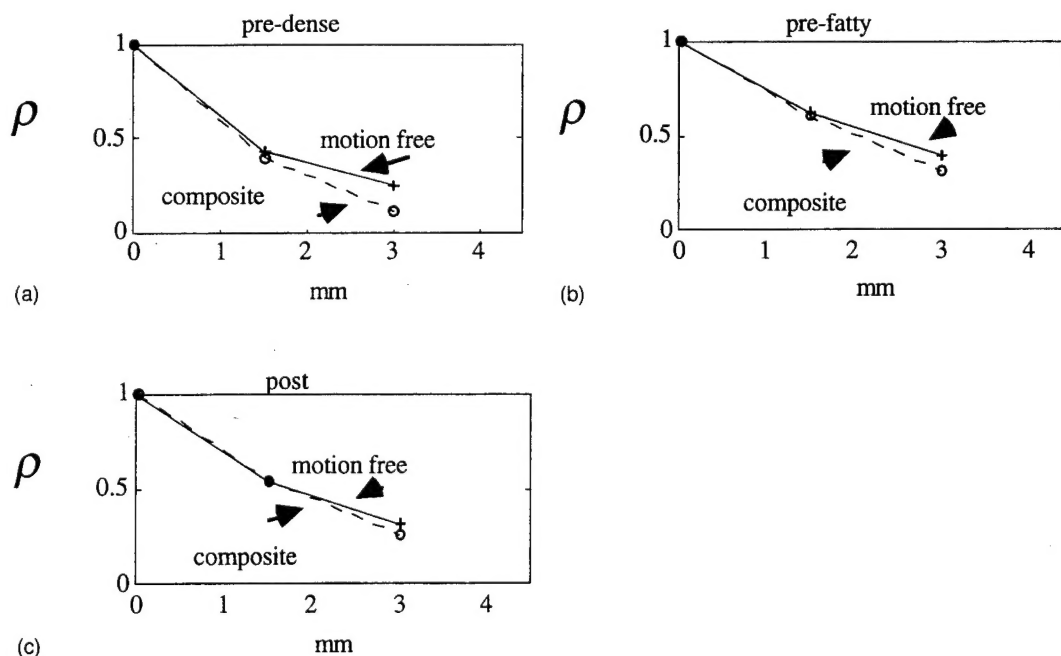 pre-dense
1
ρ
0.5
0
motion free
composite
0 1 2 3 4
mm
(a)
pre-fatty
1
ρ
0.5
0
motion free
composite
0 1 2 3 4
mm
(b)
post
1
ρ
0.5
0
motion free
composite
0 1 2 3 4
mm
(c)